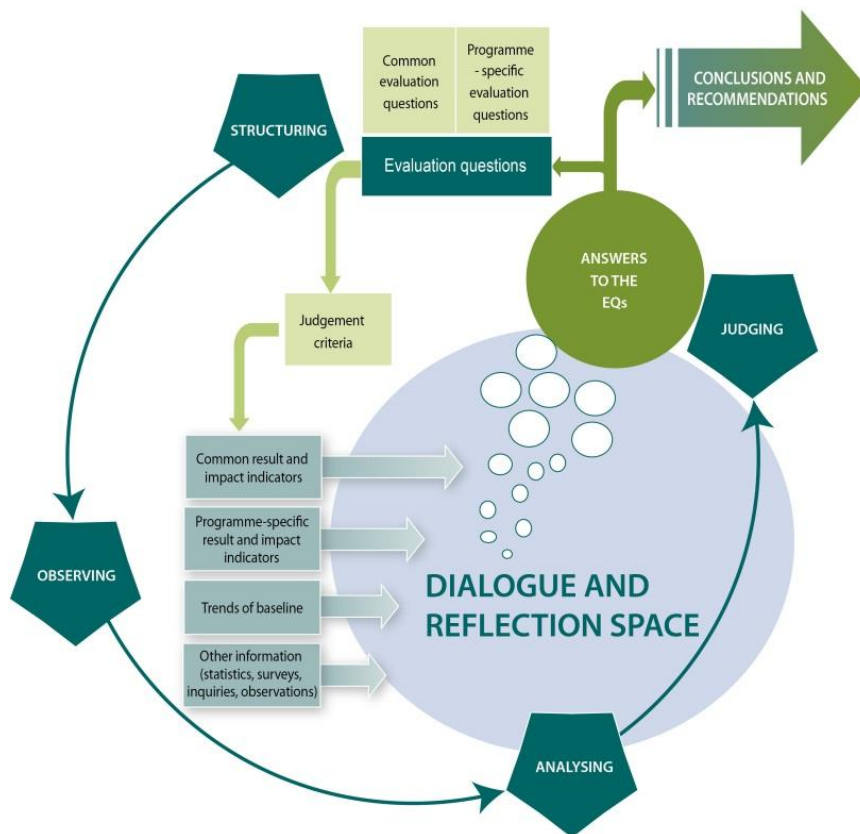 Common
evaluation
questions
Programme
- specific
evaluation
questions
CONCLUSIONS AND
RECOMMENDATIONS
STRUCTURING
Evaluation questions
ANSWERS
TO THE
EQs
JUDGING
Judgement
criteria
Common result and
impact indicators
Programme-specific
result and impact
indicators
OBSERVING
DIALOGUE AND
REFLECTION SPACE
Trends of baseline
Other information
(statistics, surveys,
inquiries, observations)
ANALYSING